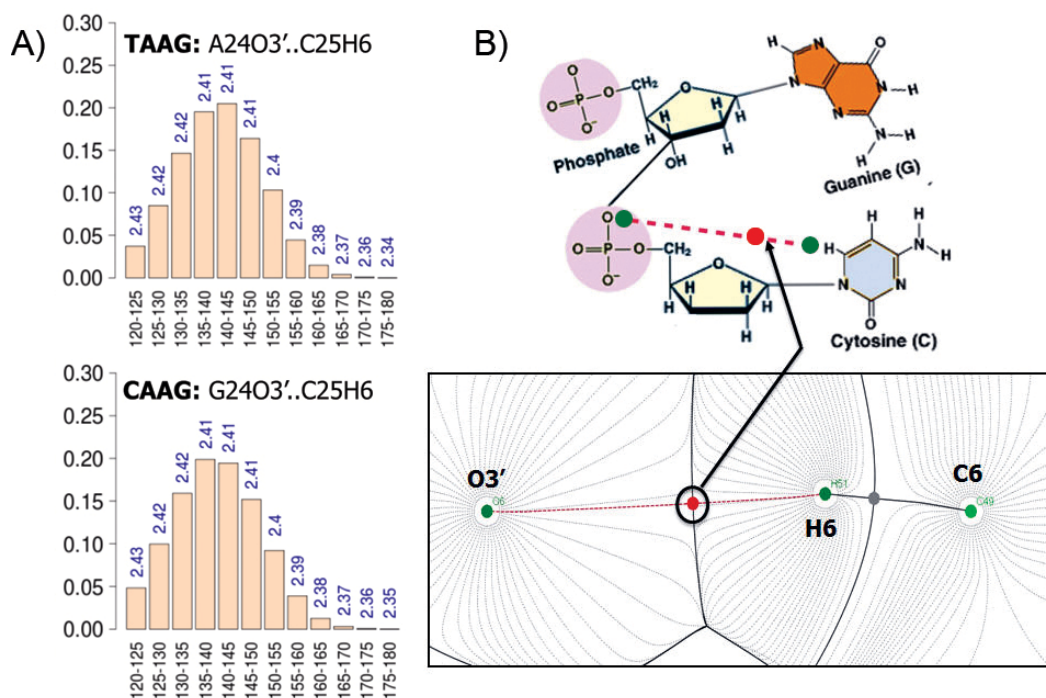 A)
TAAG: A24O3'..C25H6
0.30
0.25
0.20
0.15
0.10
0.05
0.00
2.43
2.42
2.42
2.41
2.41
2.41
2.4
2.39
2.38
2.37
2.36
2.34
120-125
125-130
130-135
135-140
140-145
145-150
150-155
155-160
160-165
165-170
170-175
175-180
CAAG: G24O3'..C25H6
0.30
0.25
0.20
0.15
0.10
0.05
0.00
2.43
2.42
2.42
2.41
2.41
2.41
2.4
2.39
2.38
2.37
2.36
2.35
120-125
125-130
130-135
135-140
140-145
145-150
150-155
155-160
160-165
165-170
170-175
175-180
B)
O⁻
O=P-O
O⁻
CH₂
O
H
H
H
H
H
OH
Phosphate
H
N
N
N
N
O
N-H
N-H
H
Guanine (G)
O
O=P-O
O⁻
CH₂
O
H
H
H
H
H
H
H
H
N
H
H
N
N
O
Cytosine (C)
O3'
O6
H51
H6
C6
C49